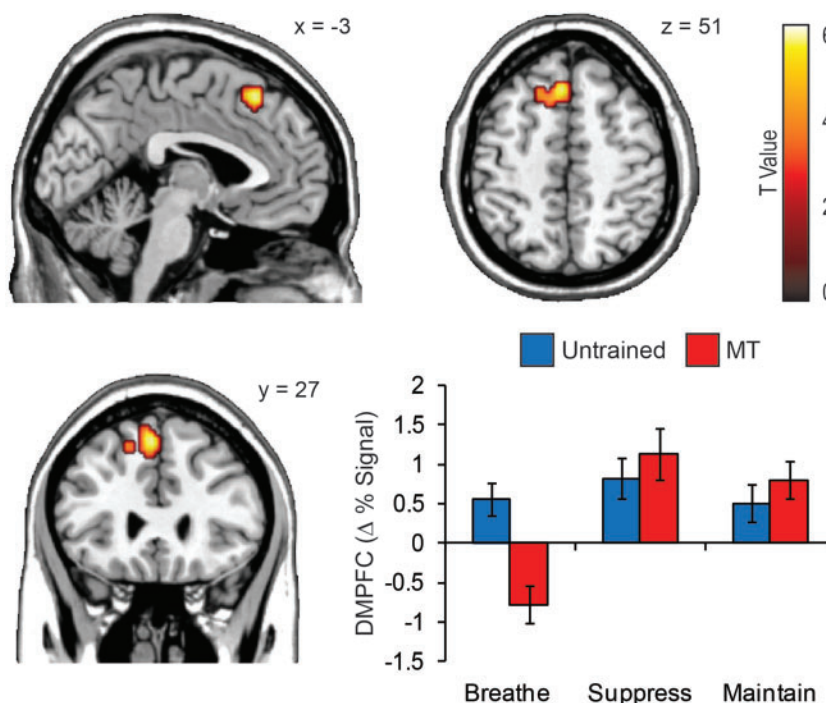 x = -3
z = 51
6
4
2
0
T Value
Untrained MT
y = 27
2
1.5
1
0.5
0
-0.5
-1
-1.5
DMPFC (Δ % Signal)
Breathe Suppress Maintain